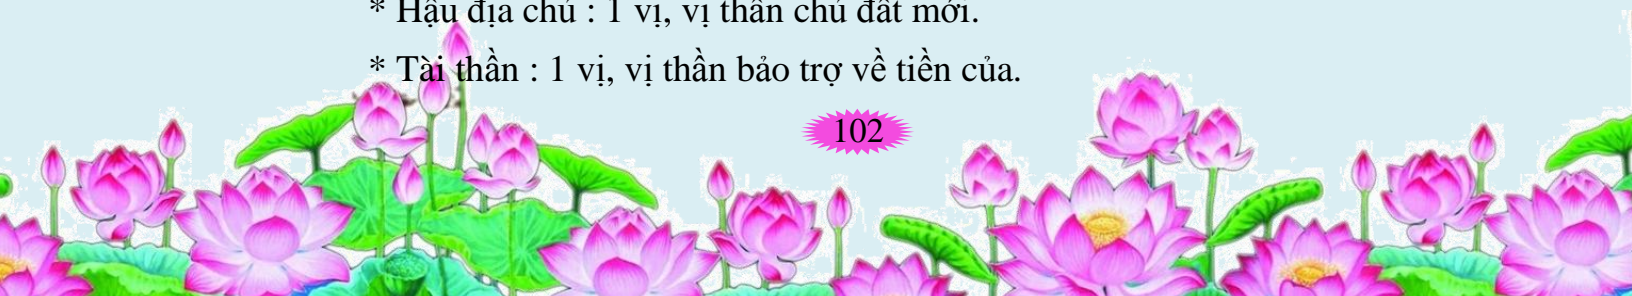 * Hậu địa chủ : 1 vị, vị thần chủ đất mới.
* Tài thần : 1 vị, vị thần bảo trợ về tiền của.
102